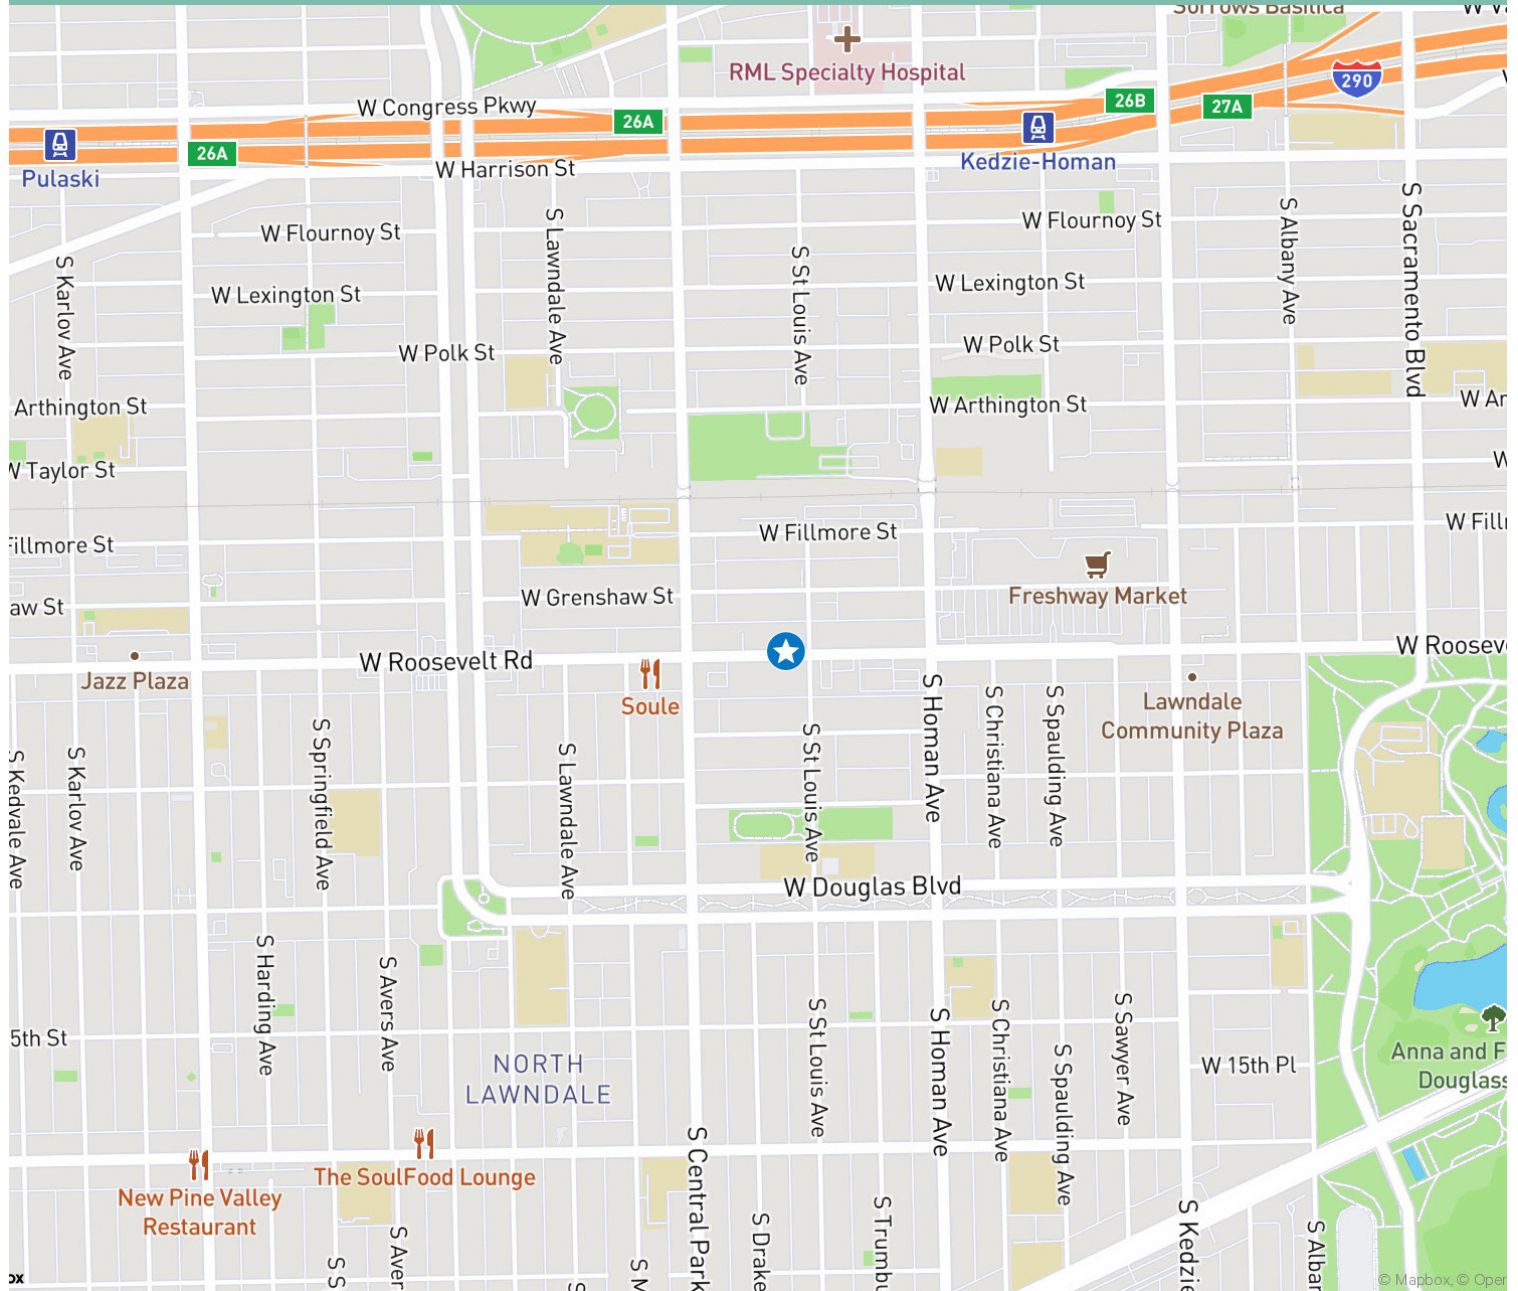 Sorrows Basilica
RML Specialty Hospital
290
26B
27A
W Congress Pkwy
26A
26A
Pulaski
Kedzie-Homan
W Harrison St
W Flournoy St
W Flournoy St
S Lawndale Ave
S Albany Ave
S Sacramento Blvd
S Karlov Ave
S St Louis Ave
W Lexington St
W Lexington St
W Polk St
W Polk St
Arthington St
W Arthington St
W Ar
W Taylor St
W
W Fillmore St
W Fill
Fillmore St
Freshway Market
W Grenshaw St
aw St
W Roosevelt Rd
W Roosev
Jazz Plaza
Soule
Lawndale
Community Plaza
S Homan Ave
S Christiana Ave
S Spaulding Ave
S Kedvale Ave
S Karlov Ave
S Springfield Ave
S Lawndale Ave
S St Louis Ave
W Douglas Blvd
S Harding Ave
S Avers Ave
S St Louis Ave
S Homan Ave
S Christiana Ave
S Spaulding Ave
S Sawyer Ave
5th St
W 15th Pl
Anna and F
Douglass
NORTH
LAWNDALE
The SoulFood Lounge
New Pine Valley
Restaurant
S Central Park
S Drake
S Trumbu
S Kedzie
S Alba
S Aver
S S
S M
S
ox
© Mapbox, © Open